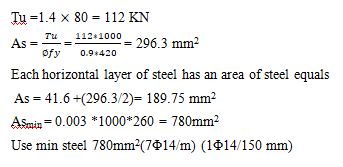 Tu =1.4 × 80 = 112 KN
As = Tu/øfy = 112*1000/0.9*420 = 296.3 mm²
Each horizontal layer of steel has an area of steel equals
As = 41.6 +(296.3/2)= 189.75 mm²
Asmin = 0.003 *1000*260 = 780mm²
Use min steel 780mm²(7Φ14/m) (1Φ14/150 mm)